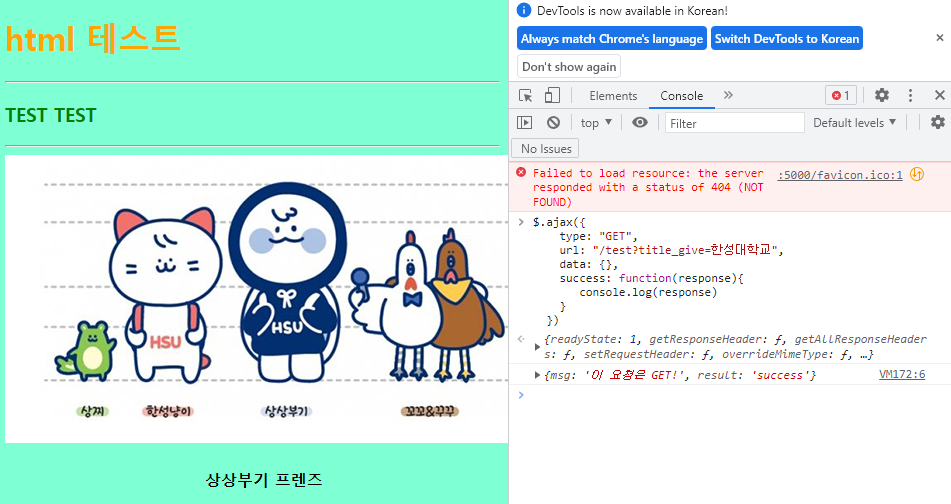 html 테스트
TEST TEST
HSU
HSU
상찌
한성냥이
상상부기
꼬꼬&꾸꾸
상상부기 프렌즈
DevTools is now available in Korean!
Always match Chrome's language
Switch DevTools to Korean
Don't show again
Elements
Console
1
top
Filter
Default levels
No Issues
Failed to load resource: the server :5000/favicon.ico:1
responded with a status of 404 (NOT
FOUND)
$.ajax({
type: "GET",
url: "/test?title_give=한성대학교",
data: {},
success: function(response){
console.log(response)
}
})
{readyState: 1, getResponseHeader: ƒ, getAllResponseHeader
s: ƒ, setRequestHeader: ƒ, overrideMimeType: ƒ, …}
{msg: '이 요청은 GET!', result: 'success'} VM172:6